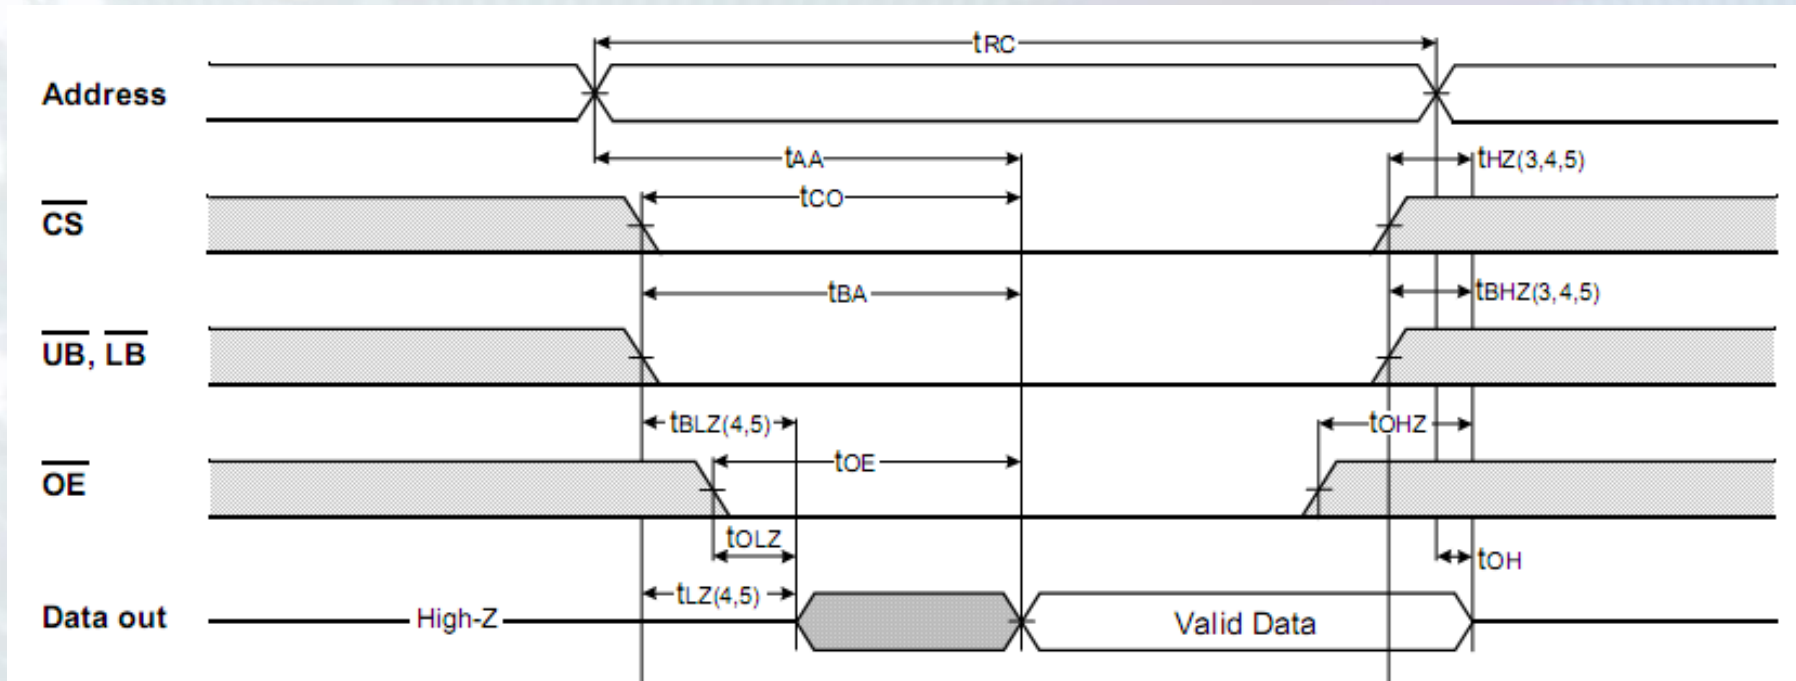 tRC
Address
tAA
tHZ(3,4,5)
tCO
CS
tBA
tBHZ(3,4,5)
UB, LB
tBLZ(4,5)
tOHZ
tOE
OE
tOLZ
tOH
tLZ(4,5)
Data out
High-Z
Valid Data